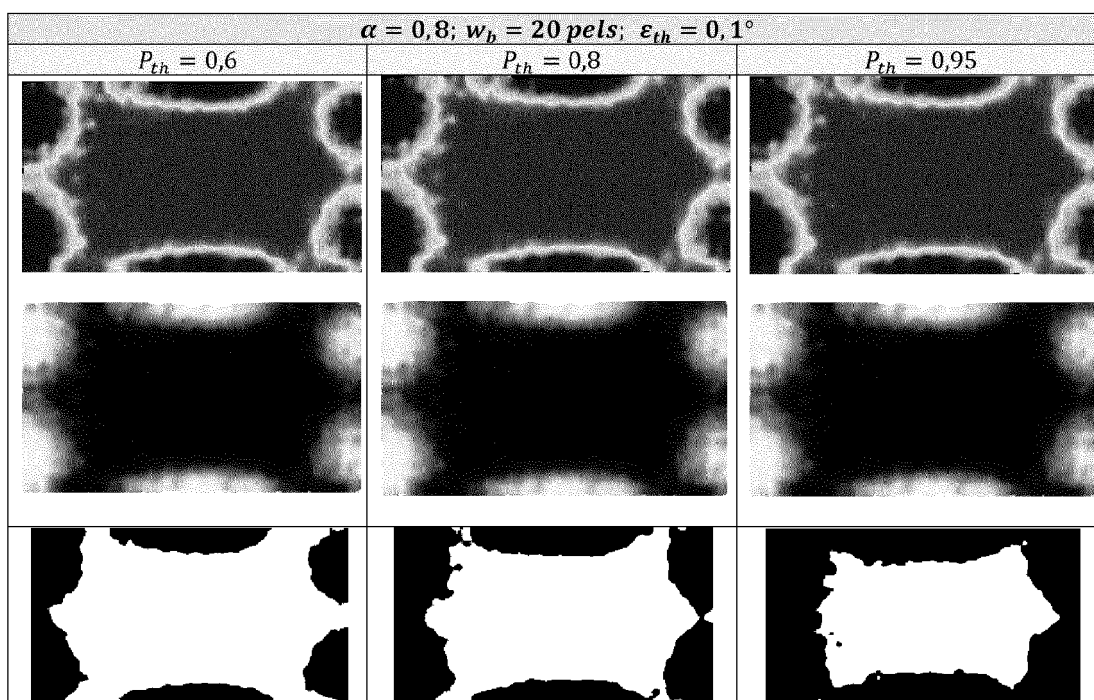 α = 0,8; w_b = 20 pels; ε_th = 0,1°
P_th = 0,6
P_th = 0,8
P_th = 0,95